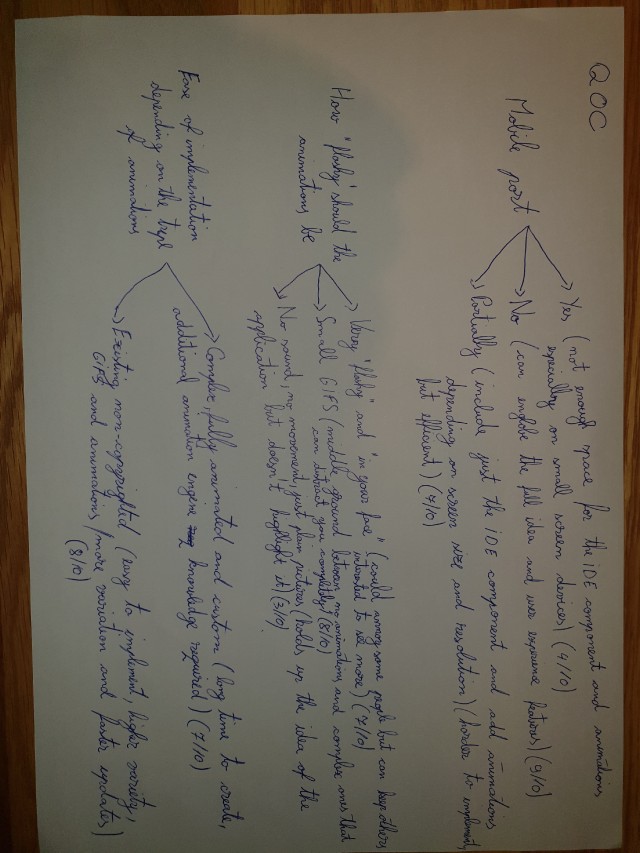 QOC
Yes (not enough space for the IDE component and animations
especially on small screen devices) (4/10)
Mobile port
No (can englobe the full idea and user experience features) (9/10)
Partially (include just the IDE component and add animations
depending on screen size and resolution) (harder to implement,
but efficient) (7/10)
Very "flashy" and "in your face" (could annoy some people but can keep others
interested to see more) (7/10)
How "flashy" should the
animations be
Small GIFS (middle ground between no animations and complex ones that
can distract you completely) (8/10)
No sound, no movement, just plain pictures (holds up the idea of the
application but doesn't highlight it) (3/10)
Ease of implementation
depending on the type
of animations
Complex, fully animated and custom (long time to create,
additional animation engine knowledge required) (7/10)
Existing non-copyrighted (easy to implement, higher variety,
GIFS and animations more variation and faster updates)
(8/10)